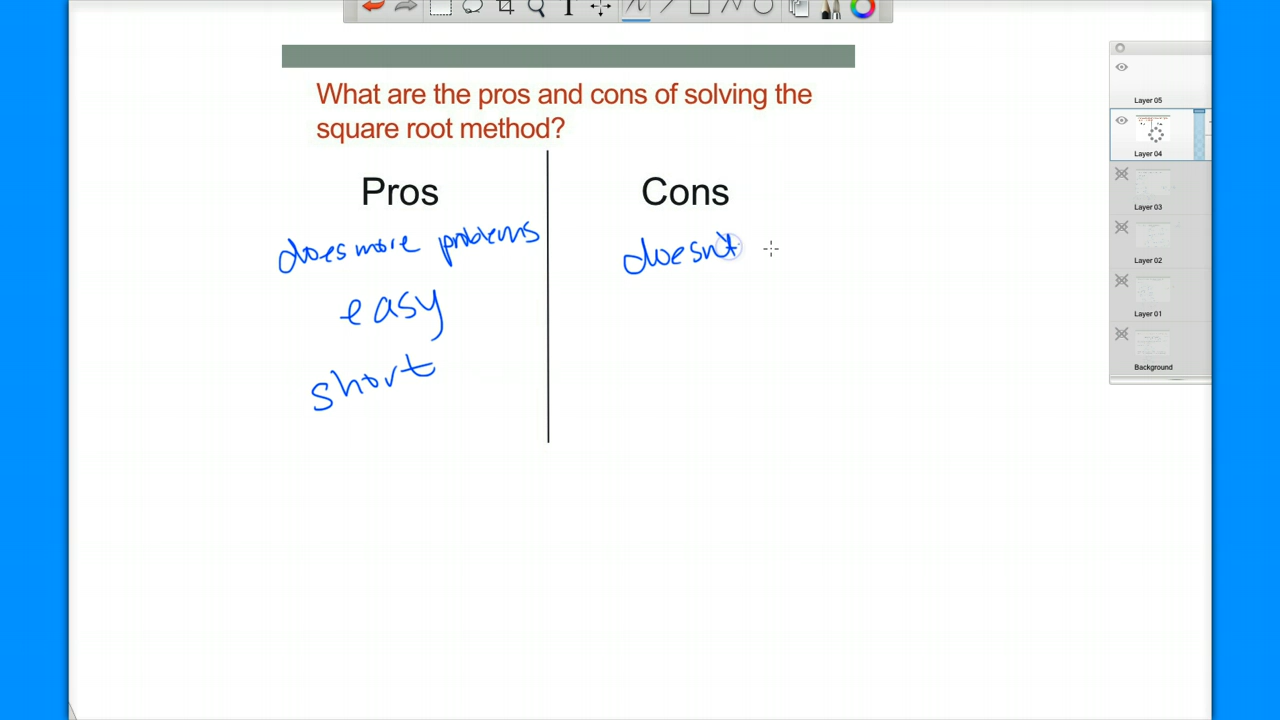 What are the pros and cons of solving the
square root method?
Pros
Cons
does more problems
easy
short
doesn't
Layer 05
Layer 04
Layer 03
Layer 02
Layer 01
Background